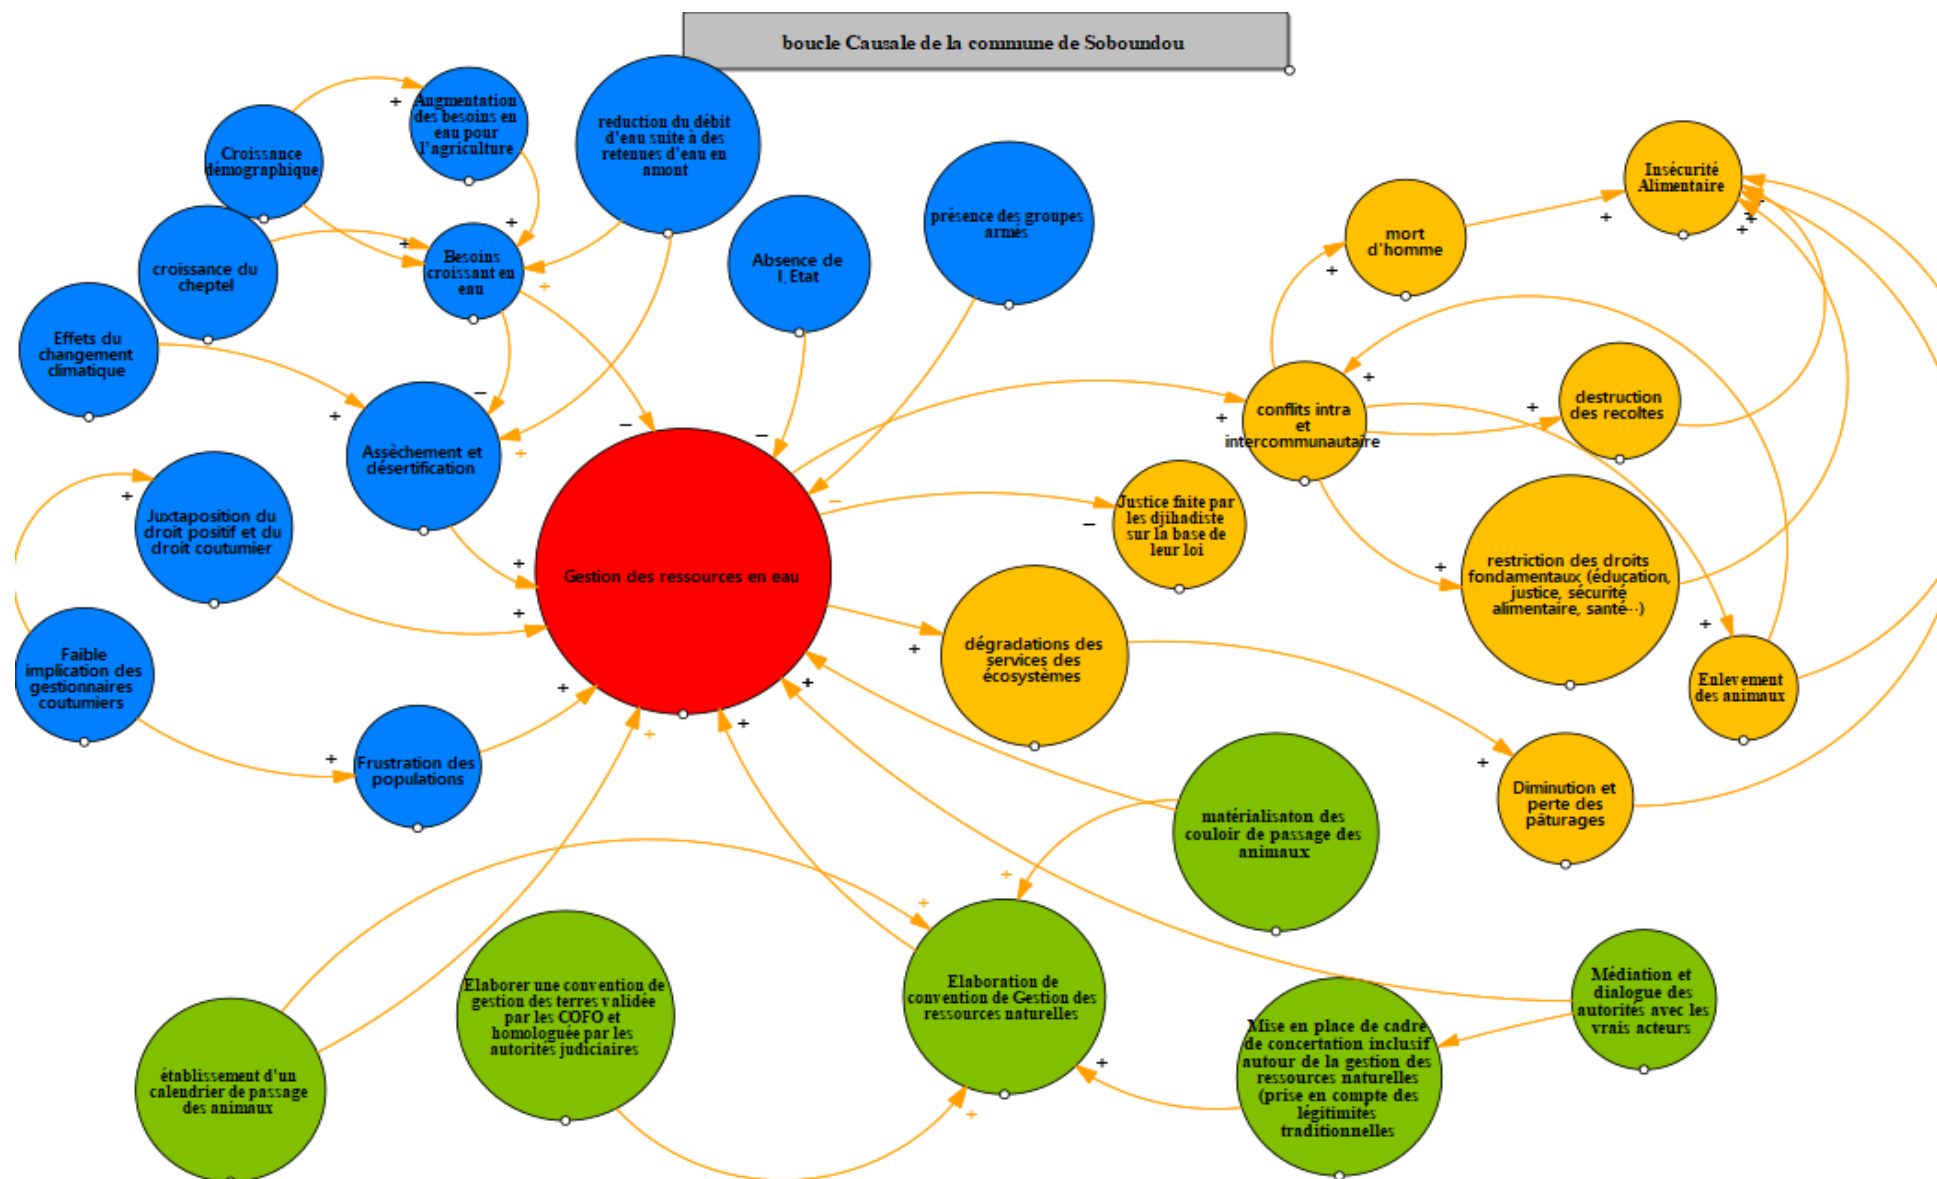 boucle Causale de la commune de Soboundou
Augmentation
des besoins en
eau pour
l'agriculture
reduction du débit
d'eau suite à des
retenues d'eau en
amont
Croissance
démographique
croissance du
cheptel
Besoins
croissant en
eau
Absence de
l,Etat
présence des groupes
armés
Effets du
changement
climatique
Assèchement et
désertification
Juxtaposition du
droit positif et du
droit coutumier
Faible
implication des
gestionnaires
coutumiers
Frustration des
populations
Gestion des ressources en eau
Insécurité
Alimentaire
mort
d'homme
conflits intra
et
intercommunautaire
destruction
des recoltes
Justice faite par
les djihadiste
sur la base de
leur loi
restriction des droits
fondamentaux (éducation,
justice, sécurité
alimentaire, santé…)
dégradations des
services des
écosystèmes
Enlevement
des animaux
Diminution et
perte des
pâturages
matérialisaton des
couloir de passage des
animaux
Elaborer une convention de
gestion des terres validée
par les COFO et
homologuée par les
autorités judiciaires
Elaboration de
convention de Gestion des
ressources naturelles
Médiation et
dialogue des
autorités avec les
vrais acteurs
Mise en place de cadre
de concertation inclusif
autour de la gestion des
ressources naturelles
(prise en compte des
légitimités
traditionnelles
établissement d'un
calendrier de passage
des animaux